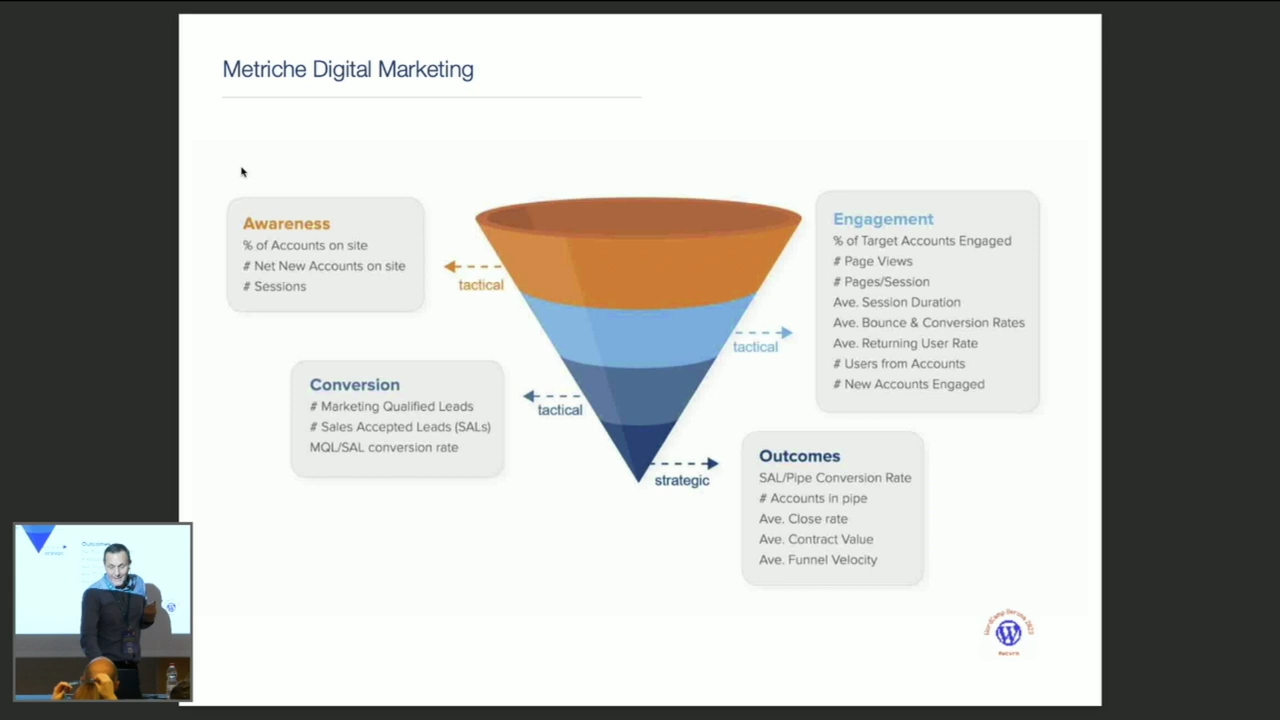 Metriche Digital Marketing
Awareness
% of Accounts on site
# Net New Accounts on site
# Sessions
tactical
Engagement
% of Target Accounts Engaged
# Page Views
# Pages/Session
Ave. Session Duration
Ave. Bounce & Conversion Rates
Ave. Returning User Rate
# Users from Accounts
# New Accounts Engaged
tactical
Conversion
# Marketing Qualified Leads
# Sales Accepted Leads (SALs)
MQL/SAL conversion rate
tactical
Outcomes
SAL/Pipe Conversion Rate
# Accounts in pipe
Ave. Close rate
Ave. Contract Value
Ave. Funnel Velocity
strategic
Outcomes